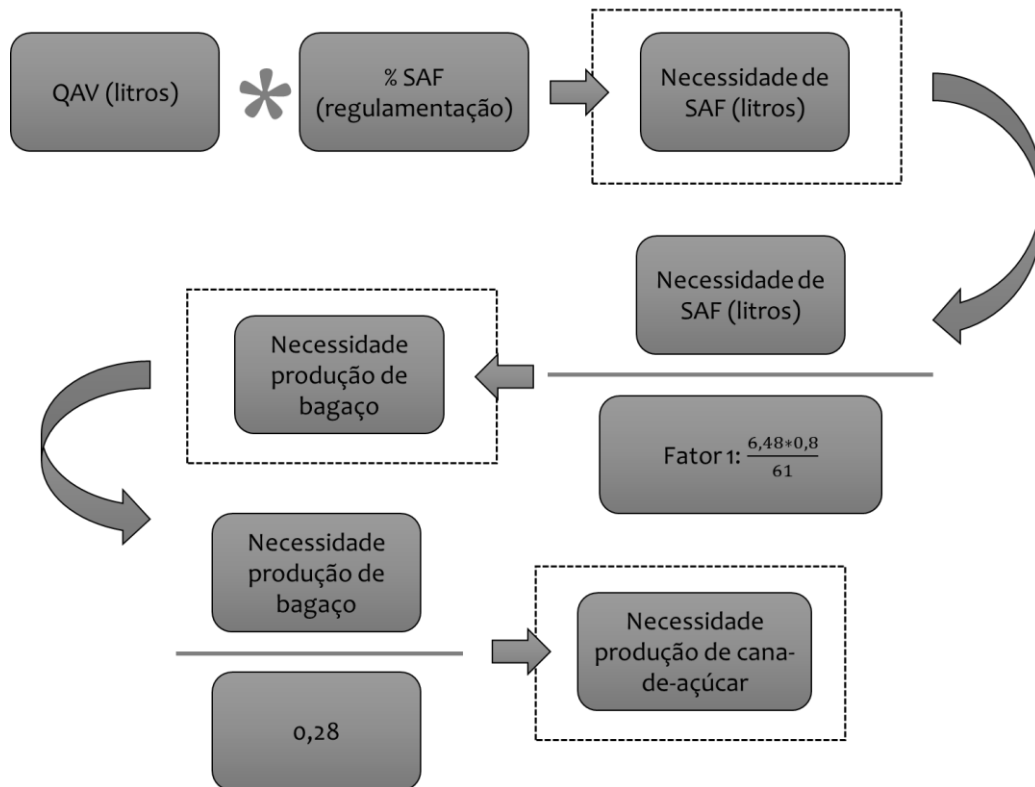 QAV (litros)
*
% SAF
(regulamentação)
Necessidade de
SAF (litros)
Necessidade de
SAF (litros)
Fator 1: 6,48*0,8
61
Necessidade
produção de
bagaço
Necessidade
produção de
bagaço
0,28
Necessidade
produção de cana-
de-açúcar